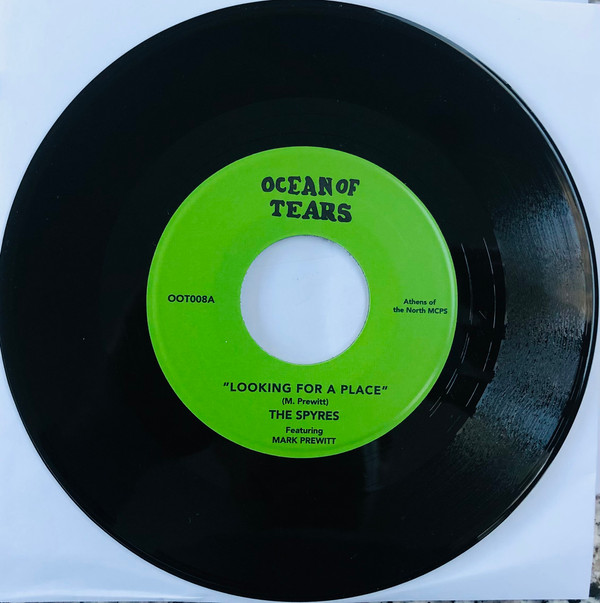 OCEAN OF
TEARS
OOT008A
Athens of
the North MCPS
"LOOKING FOR A PLACE"
(M. Prewitt)
THE SPYRES
Featuring
MARK PREWITT